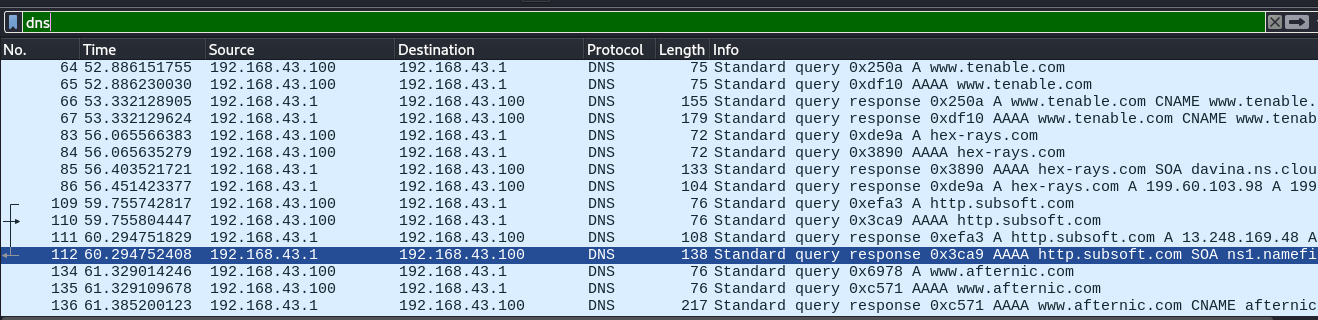 dns
No. Time Source Destination Protocol Length Info
64 52.886151755 192.168.43.100 192.168.43.1 DNS 75 Standard query 0x250a A www.tenable.com
65 52.886230030 192.168.43.100 192.168.43.1 DNS 75 Standard query 0xdf10 AAAA www.tenable.com
66 53.332128905 192.168.43.1 192.168.43.100 DNS 155 Standard query response 0x250a A www.tenable.com CNAME www.tenable.
67 53.332129624 192.168.43.1 192.168.43.100 DNS 179 Standard query response 0xdf10 AAAA www.tenable.com CNAME www.tenab
83 56.065566383 192.168.43.100 192.168.43.1 DNS 72 Standard query 0xde9a A hex-rays.com
84 56.065635279 192.168.43.100 192.168.43.1 DNS 72 Standard query 0x3890 AAAA hex-rays.com
85 56.403521721 192.168.43.1 192.168.43.100 DNS 133 Standard query response 0x3890 AAAA hex-rays.com SOA davina.ns.clou
86 56.451423377 192.168.43.1 192.168.43.100 DNS 104 Standard query response 0xde9a A hex-rays.com A 199.60.103.98 A 199
109 59.755742817 192.168.43.100 192.168.43.1 DNS 76 Standard query 0xefa3 A http.subsoft.com
110 59.755804447 192.168.43.100 192.168.43.1 DNS 76 Standard query 0x3ca9 AAAA http.subsoft.com
111 60.294751829 192.168.43.1 192.168.43.100 DNS 108 Standard query response 0xefa3 A http.subsoft.com A 13.248.169.48 A
112 60.294752408 192.168.43.1 192.168.43.100 DNS 138 Standard query response 0x3ca9 AAAA http.subsoft.com SOA ns1.namefi
134 61.329014246 192.168.43.100 192.168.43.1 DNS 76 Standard query 0x6978 A www.afternic.com
135 61.329109678 192.168.43.100 192.168.43.1 DNS 76 Standard query 0xc571 AAAA www.afternic.com
136 61.385200123 192.168.43.1 192.168.43.100 DNS 217 Standard query response 0xc571 AAAA www.afternic.com CNAME afternic